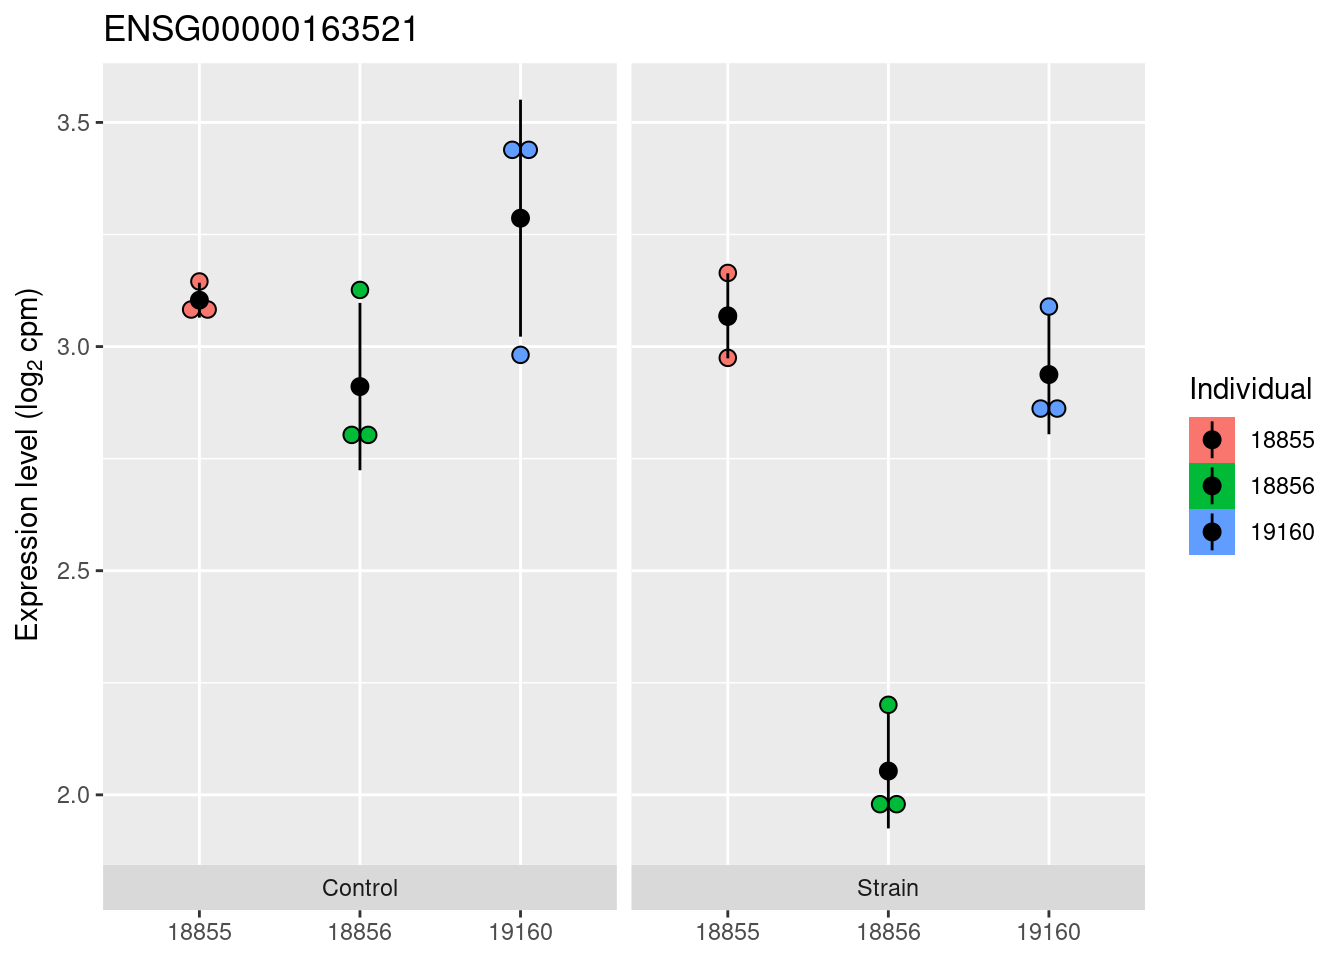 ENSG00000163521
Expression level (log₂ cpm)
3.5
3.0
2.5
2.0
Control
Strain
18855 18856 19160
18855 18856 19160
Individual
18855
18856
19160